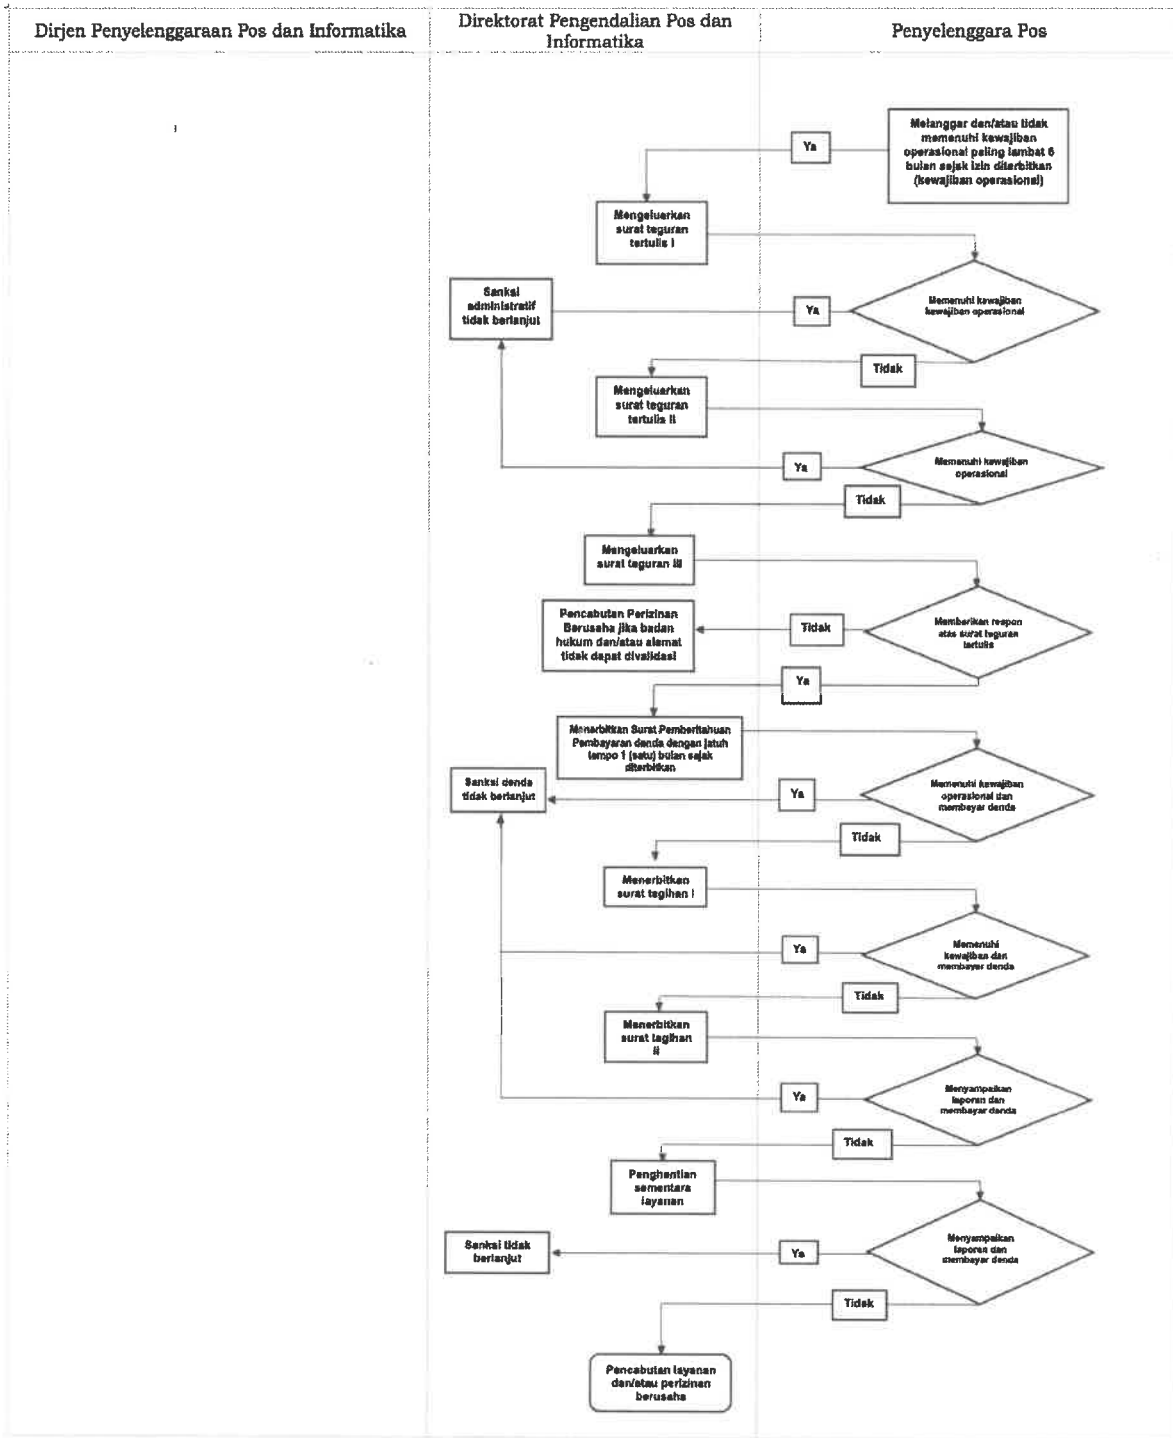 Dirjen Penyelenggaraan Pos dan Informatika
Direktorat Pengendalian Pos dan
Informatika
Penyelenggara Pos
Melanggar dan/atau tidak
memenuhi kewajiban
operasional paling lambat 6
bulan sejak izin diterbitkan
(kewajiban operasional)
Ya
Mengeluarkan
surat teguran
tertulis I
Memenuhi kewajiban
kewajiban operasional
Ya
Sanksi
administratif
tidak berlanjut
Tidak
Mengeluarkan
surat teguran
tertulis II
Memenuhi kewajiban
operasional
Ya
Tidak
Mengeluarkan
surat teguran III
Memberikan respon
atas surat teguran
tertulis
Tidak
Pencabutan Perizinan
Berusaha jika badan
hukum dan/atau alamat
tidak dapat divalidasi
Ya
Menerbitkan Surat Pemberitahuan
Pembayaran denda dengan jatuh
tempo 1 (satu) bulan sejak
diterbitkan
Memenuhi kewajiban
operasional dan
membayar denda
Ya
Sanksi denda
tidak berlanjut
Tidak
Menerbitkan
surat tagihan I
Memenuhi
kewajiban dan
membayar denda
Ya
Tidak
Menerbitkan
surat tagihan
II
Menyampaikan
laporan dan
membayar denda
Ya
Tidak
Penghentian
sementara
layanan
Menyampaikan
laporan dan
membayar denda
Ya
Sanksi tidak
berlanjut
Tidak
Pencabutan layanan
dan/atau perizinan
berusaha